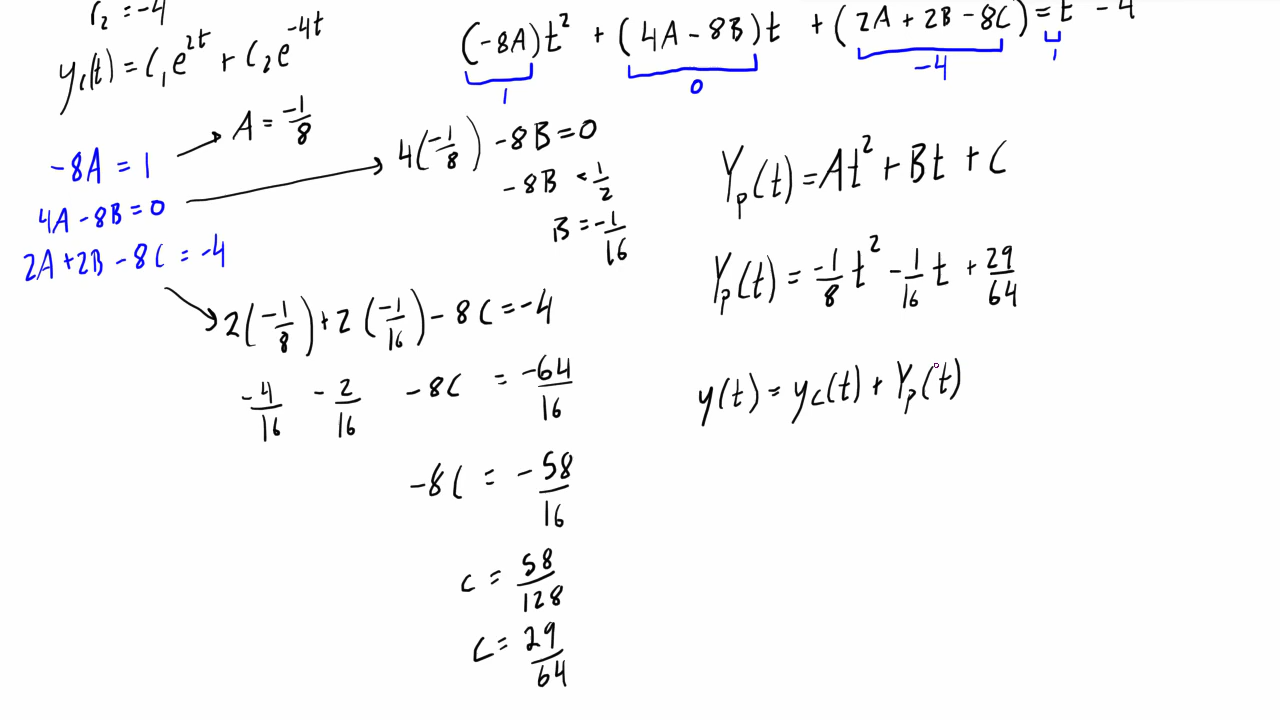 r₂ = -4
y_c(t) = C₁e^{2t} + C₂e^{-4t}
(-8A)t² + (4A - 8B)t + (2A + 2B - 8C) = t - 4
1 0 -4 1
-8A = 1
A = -1/8
4A - 8B = 0
4(-1/8) - 8B = 0
-8B = 1/2
B = -1/16
2A + 2B - 8C = -4
2(-1/8) + 2(-1/16) - 8C = -4
-4/16 - 2/16 - 8C = -64/16
-8C = -58/16
C = 58/128
C = 29/64
Y_p(t) = At² + Bt + C
Y_p(t) = -1/8 t² - 1/16 t + 29/64
y(t) = y_c(t) + Y_p(t)